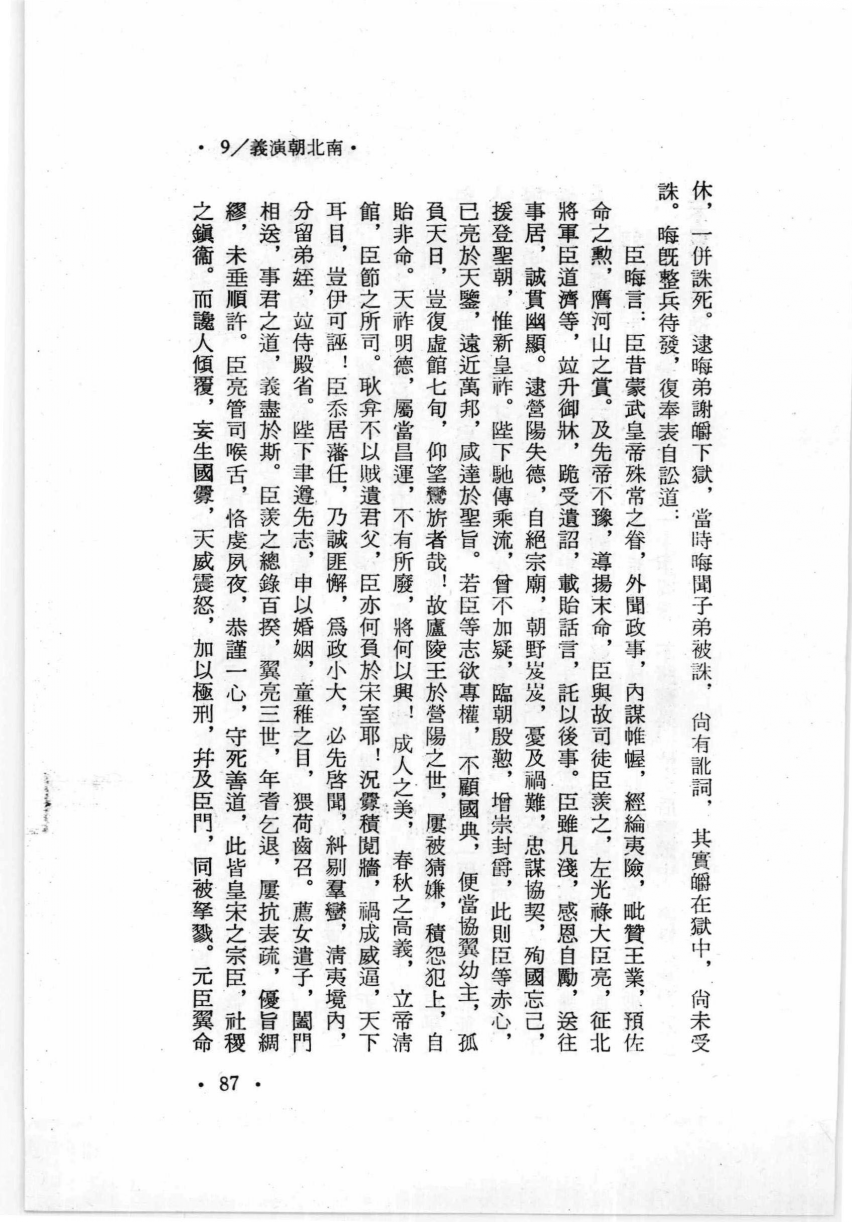 ・南北朝演義／9・
休，一併誅死。逮晦弟謝㬭下獄，當時晦聞子弟被誅，尙有訛詞，其實㬭在獄中，尙未受
誅。晦旣整兵待發，復奉表自訟道：
臣晦言：臣昔蒙武皇帝殊常之眷，外聞政事，內謀帷幄，經綸夷險，毗贊王業，預佐
命之勳，膺河山之賞。及先帝不豫，導揚末命，臣與故司徒臣羨之，左光祿大臣亮，征北
將軍臣道濟等，竝升御牀，跪受遺詔，載貽話言，託以後事。臣雖凡淺，感恩自勵，送往
事居，誠貫幽顯。逮營陽失德，自絕宗廟，朝野岌岌，憂及禍難，忠謀協契，殉國忘己，
援登聖朝，惟新皇祚。陛下馳傳乘流，曾不加疑，臨朝殷懃，增崇封爵，此則臣等赤心，
已亮於天鑒，遠近萬邦，咸達於聖旨。若臣等志欲專權，不顧國典，便當協翼幼主，孤
負天日，豈復虛館七旬，仰望鸞旂者哉！故廬陵王於營陽之世，屢被猜嫌，積怨犯上，自
貽非命。天祚明德，屬當昌運，不有所廢，將何以興！成人之美，春秋之高義，立帝清
館，臣節之所司。耿弇不以賊遺君父，臣亦何負於宋室耶！況釁積鬩牆，禍成威逼，天下
耳目，豈伊可誣！臣忝居藩任，乃誠匪懈，爲政小大，必先啓聞，糾剔羣蠻，清夷境內，
分留弟姪，竝侍殿省。陛下聿遵先志，申以婚姻，童稚之目，猥荷齒召。薦女遣子，闔門
相送，事君之道，義盡於斯。臣羨之總錄百揆，翼亮三世，年耆乞退，屢抗表疏，優旨綢
繆，未垂順許。臣亮管司喉舌，恪虔夙夜，恭謹一心，守死善道，此皆皇宋之宗臣，社稷
之鎭衞。而讒人傾覆，妄生國釁，天威震怒，加以極刑，幷及臣門，同被孥戮。元臣翼命
・87・